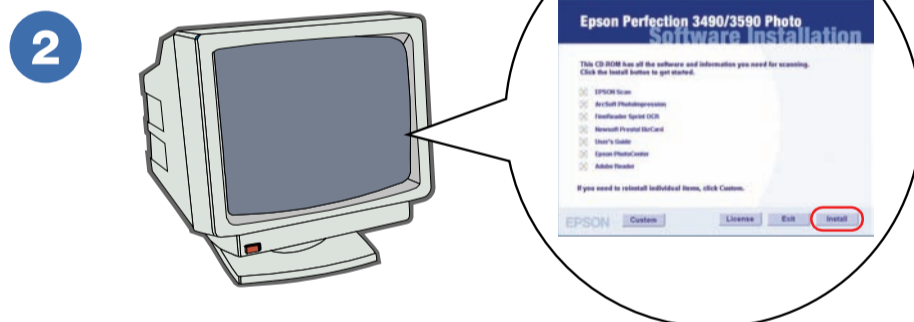 2
Epson Perfection 3490/3590 Photo
Software Installation
This CD ROM has all the software and information you need for scanning.
Click the Install button to get started.
EPSON Scan
ArcSoft PhotoImpression
FineReader Sprint OCR
Newsoft Presto! BizCard
User's Guide
Epson PhotoCenter
Adobe Reader
If you need to reinstall individual items, click Custom.
EPSON Custom License Exit Install